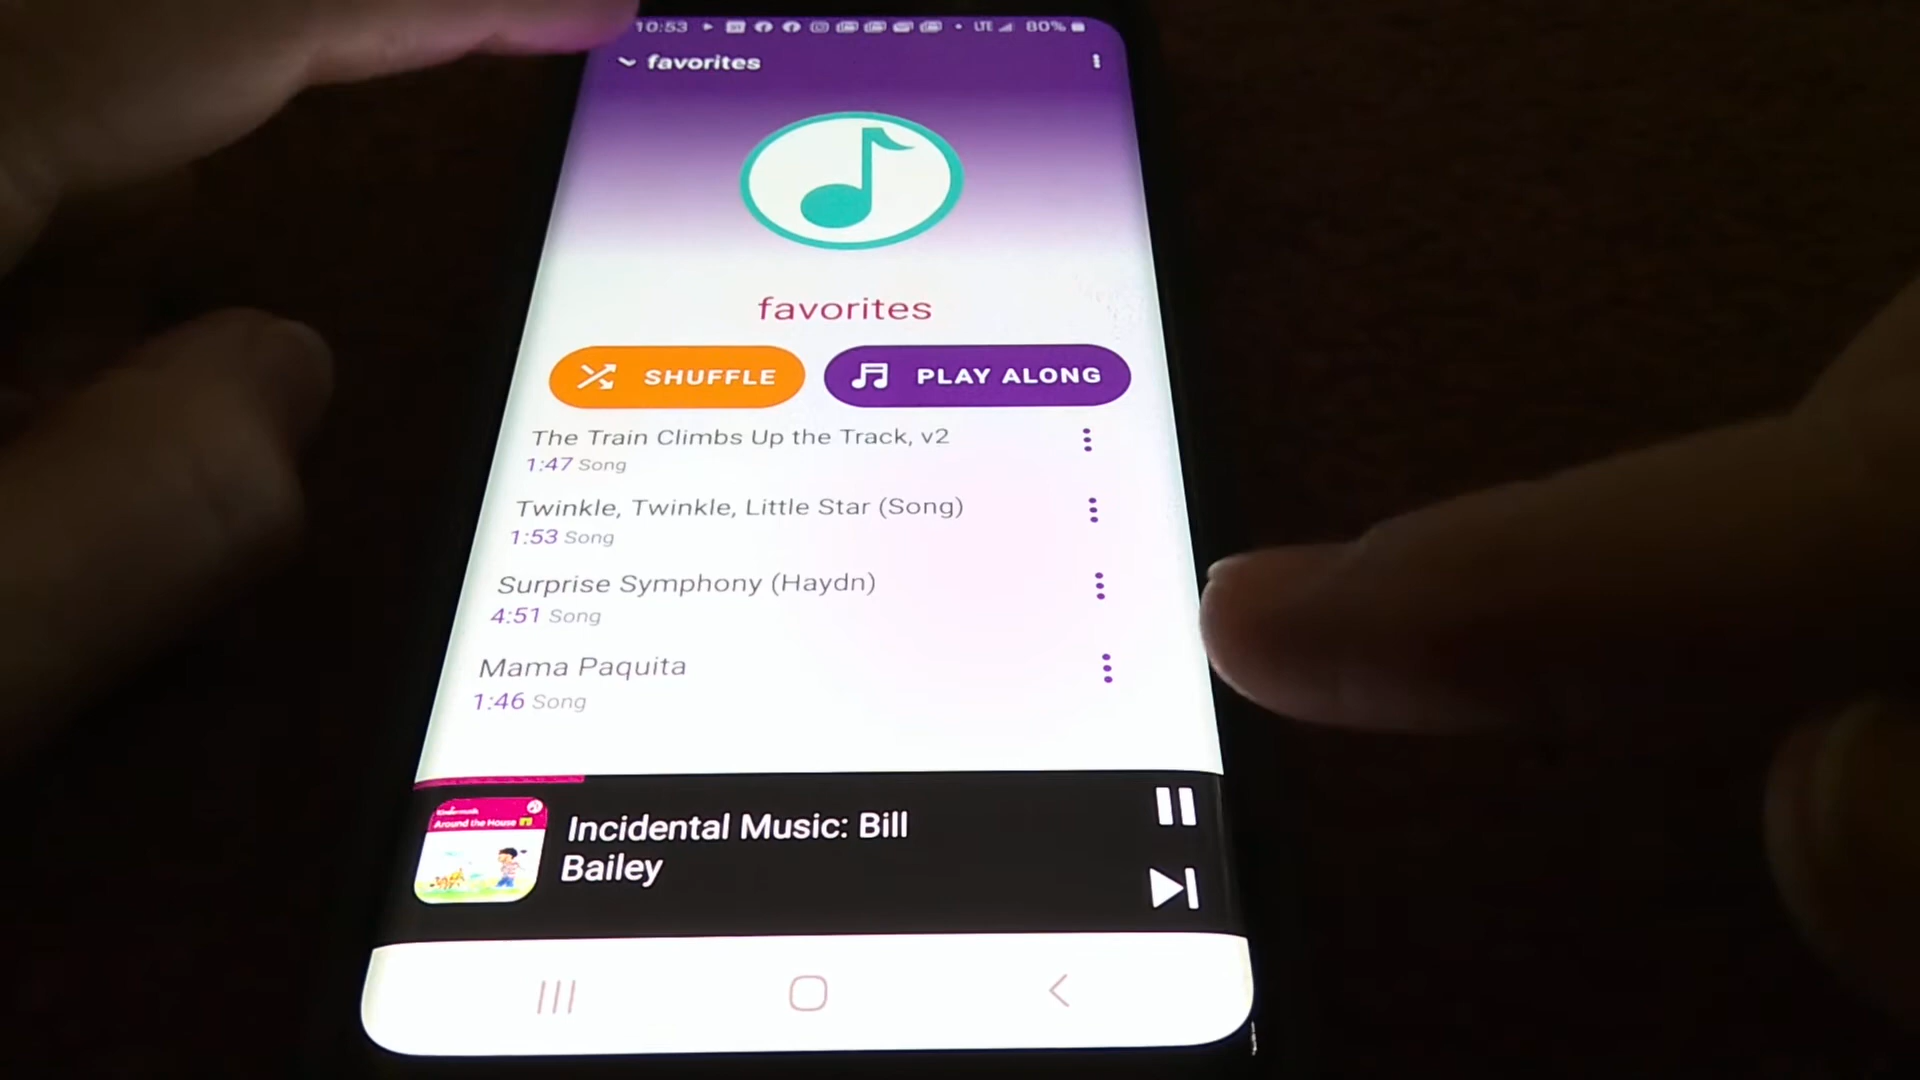 10:53 LTE 80%
favorites
favorites
SHUFFLE
PLAY ALONG
The Train Climbs Up the Track, v2
1:47 Song
Twinkle, Twinkle, Little Star (Song)
1:53 Song
Surprise Symphony (Haydn)
4:51 Song
Mama Paquita
1:46 Song
Around the House
Incidental Music: Bill
Bailey